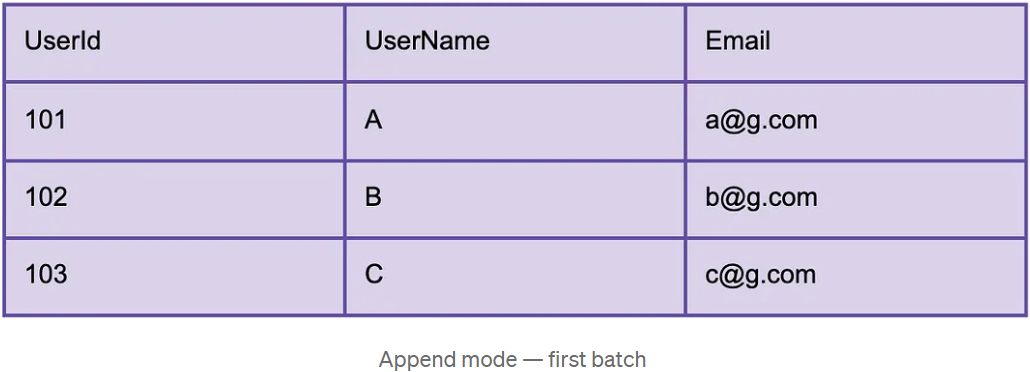 UserId UserName Email
101 A a@g.com
102 B b@g.com
103 C c@g.com
Append mode — first batch